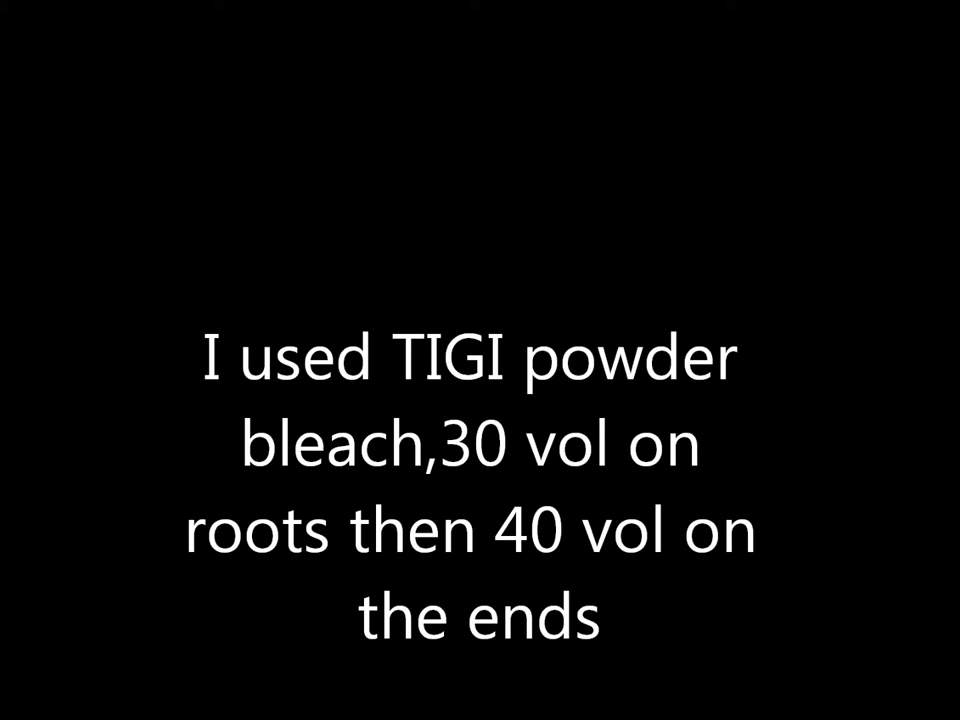 I used TIGI powder
bleach,30 vol on
roots then 40 vol on
the ends